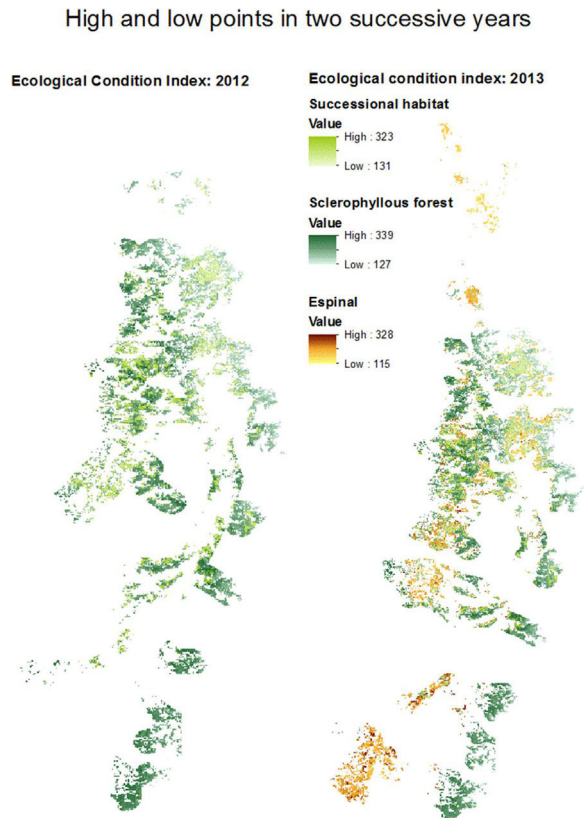 High and low points in two successive years
Ecological Condition Index: 2012
Ecological condition index: 2013
Successional habitat
Value
High : 323
Low : 131
Sclerophyllous forest
Value
High : 339
Low : 127
Espinal
Value
High : 328
Low : 115